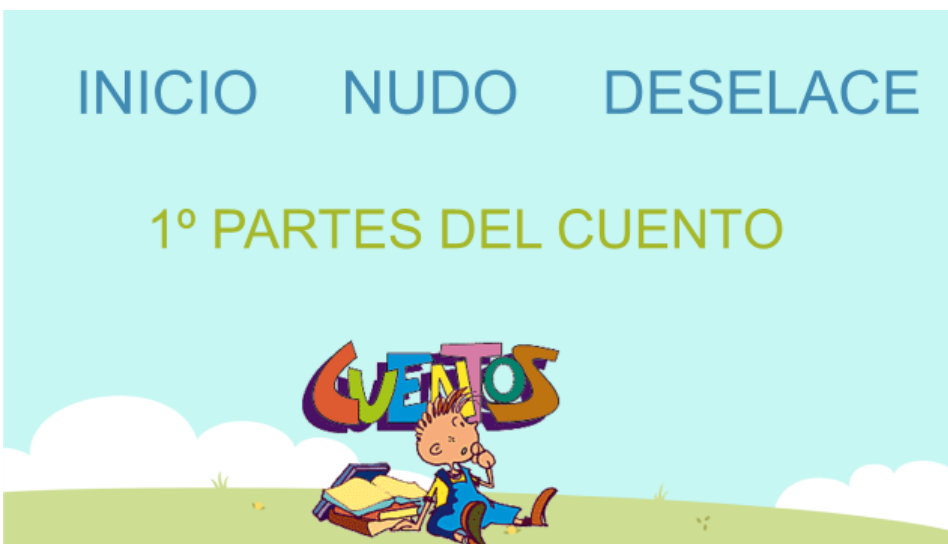 INICIO NUDO DESELACE
1º PARTES DEL CUENTO
CUENTOS